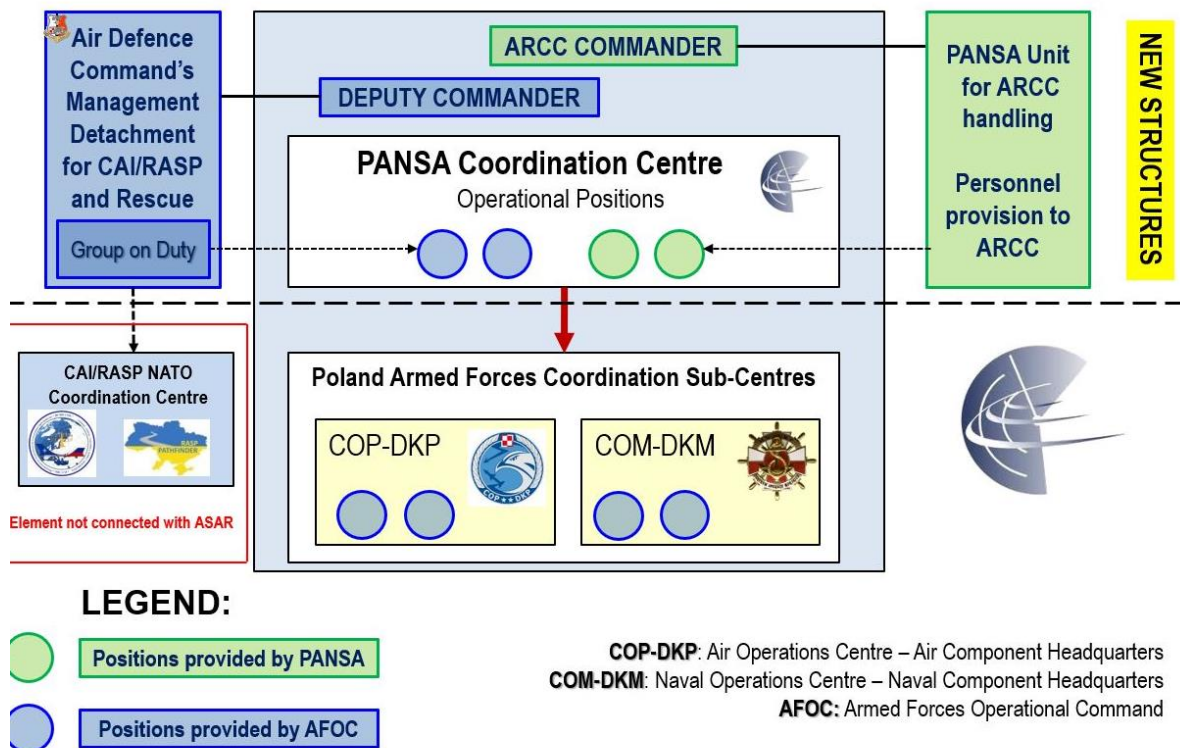 Air Defence
Command's
Management
Detachment
for CAI/RASP
and Rescue
Group on Duty
ARCC COMMANDER
DEPUTY COMMANDER
PANSA Coordination Centre
Operational Positions
PANSA Unit
for ARCC
handling
Personnel
provision to
ARCC
NEW STRUCTURES
CAI/RASP NATO
Coordination Centre
RASP
PATHFINDER
Element not connected with ASAR
Poland Armed Forces Coordination Sub-Centres
COP-DKP
COP DKP
COM-DKM
LEGEND:
Positions provided by PANSA
Positions provided by AFOC
COP-DKP: Air Operations Centre – Air Component Headquarters
COM-DKM: Naval Operations Centre – Naval Component Headquarters
AFOC: Armed Forces Operational Command